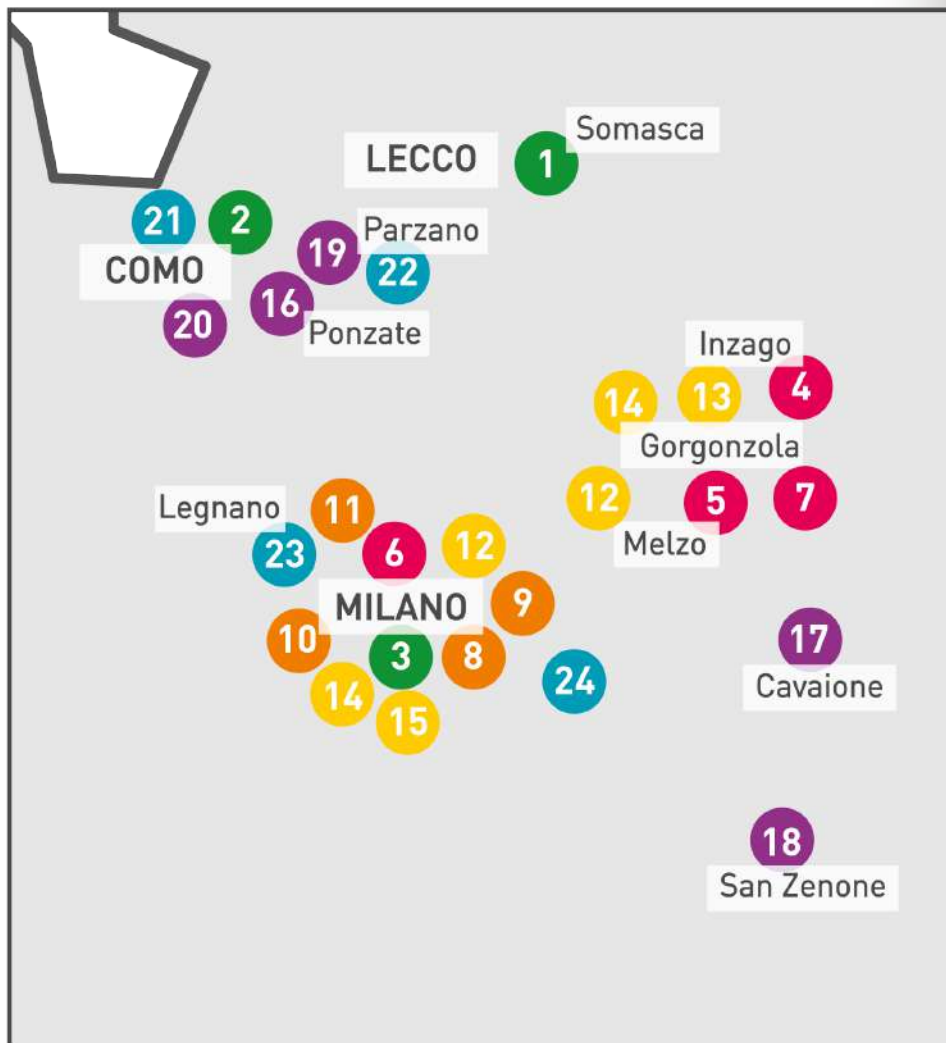 Somasca
LECCO
1
21
2
Parzano
19
22
COMO
16
20
Ponzate
Inzago
4
14
13
Gorgonzola
12
5
7
Melzo
Legnano
11
23
6
12
MILANO
9
10
3
8
14
15
24
17
Cavaione
18
San Zenone